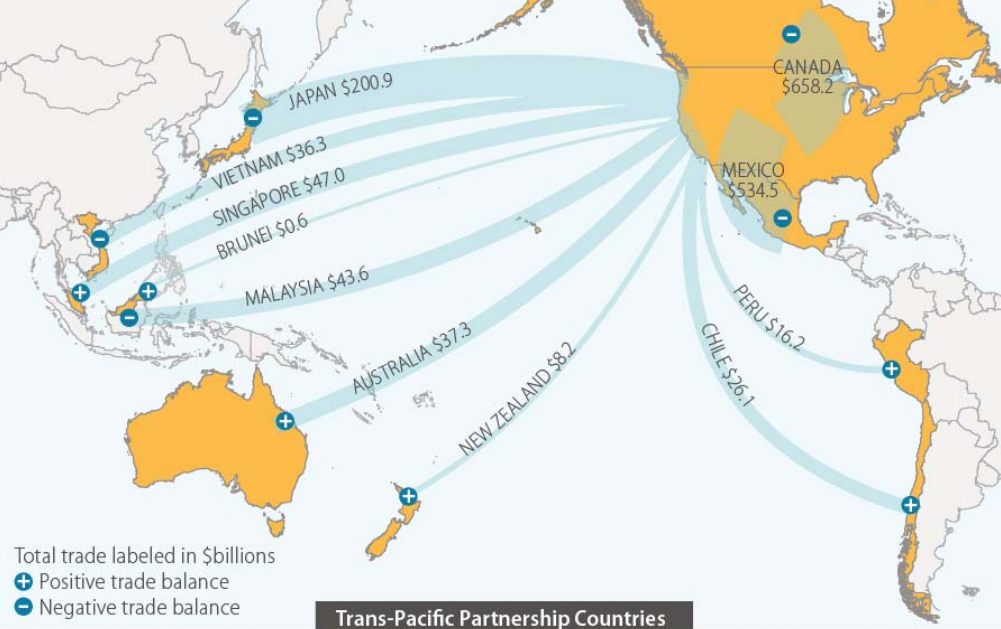 CANADA
$658.2
JAPAN $200.9
VIETNAM $36.3
MEXICO
$534.5
SINGAPORE $47.0
BRUNEI $0.6
MALAYSIA $43.6
PERU $16.2
AUSTRALIA $37.3
CHILE $26.1
NEW ZEALAND $8.2
Total trade labeled in $billions
+ Positive trade balance
− Negative trade balance
Trans-Pacific Partnership Countries